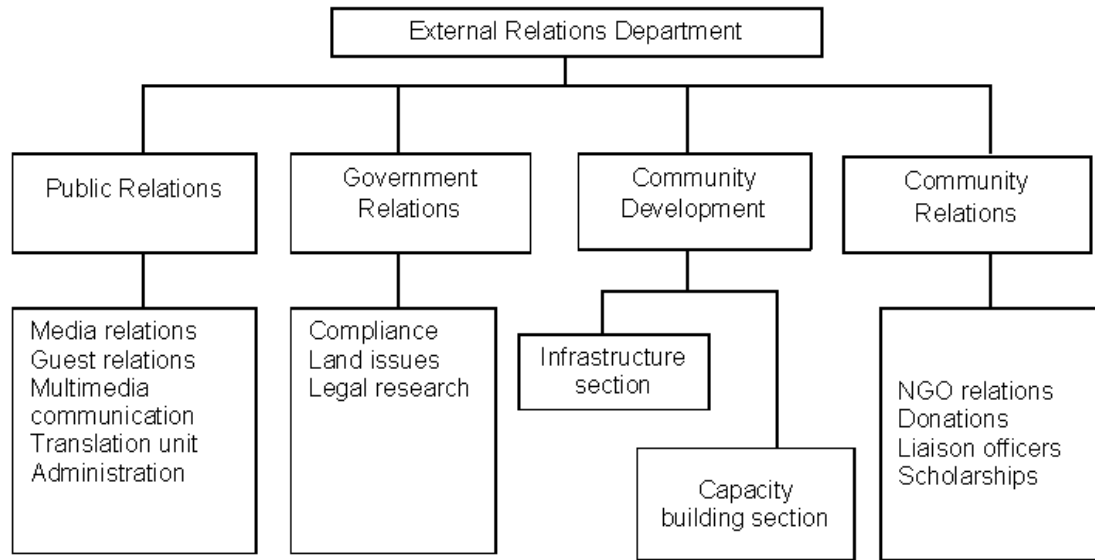 External Relations Department
Public Relations
Government
Relations
Community
Development
Community
Relations
Media relations
Guest relations
Multimedia
communication
Translation unit
Administration
Compliance
Land issues
Legal research
Infrastructure
section
Capacity
building section
NGO relations
Donations
Liaison officers
Scholarships